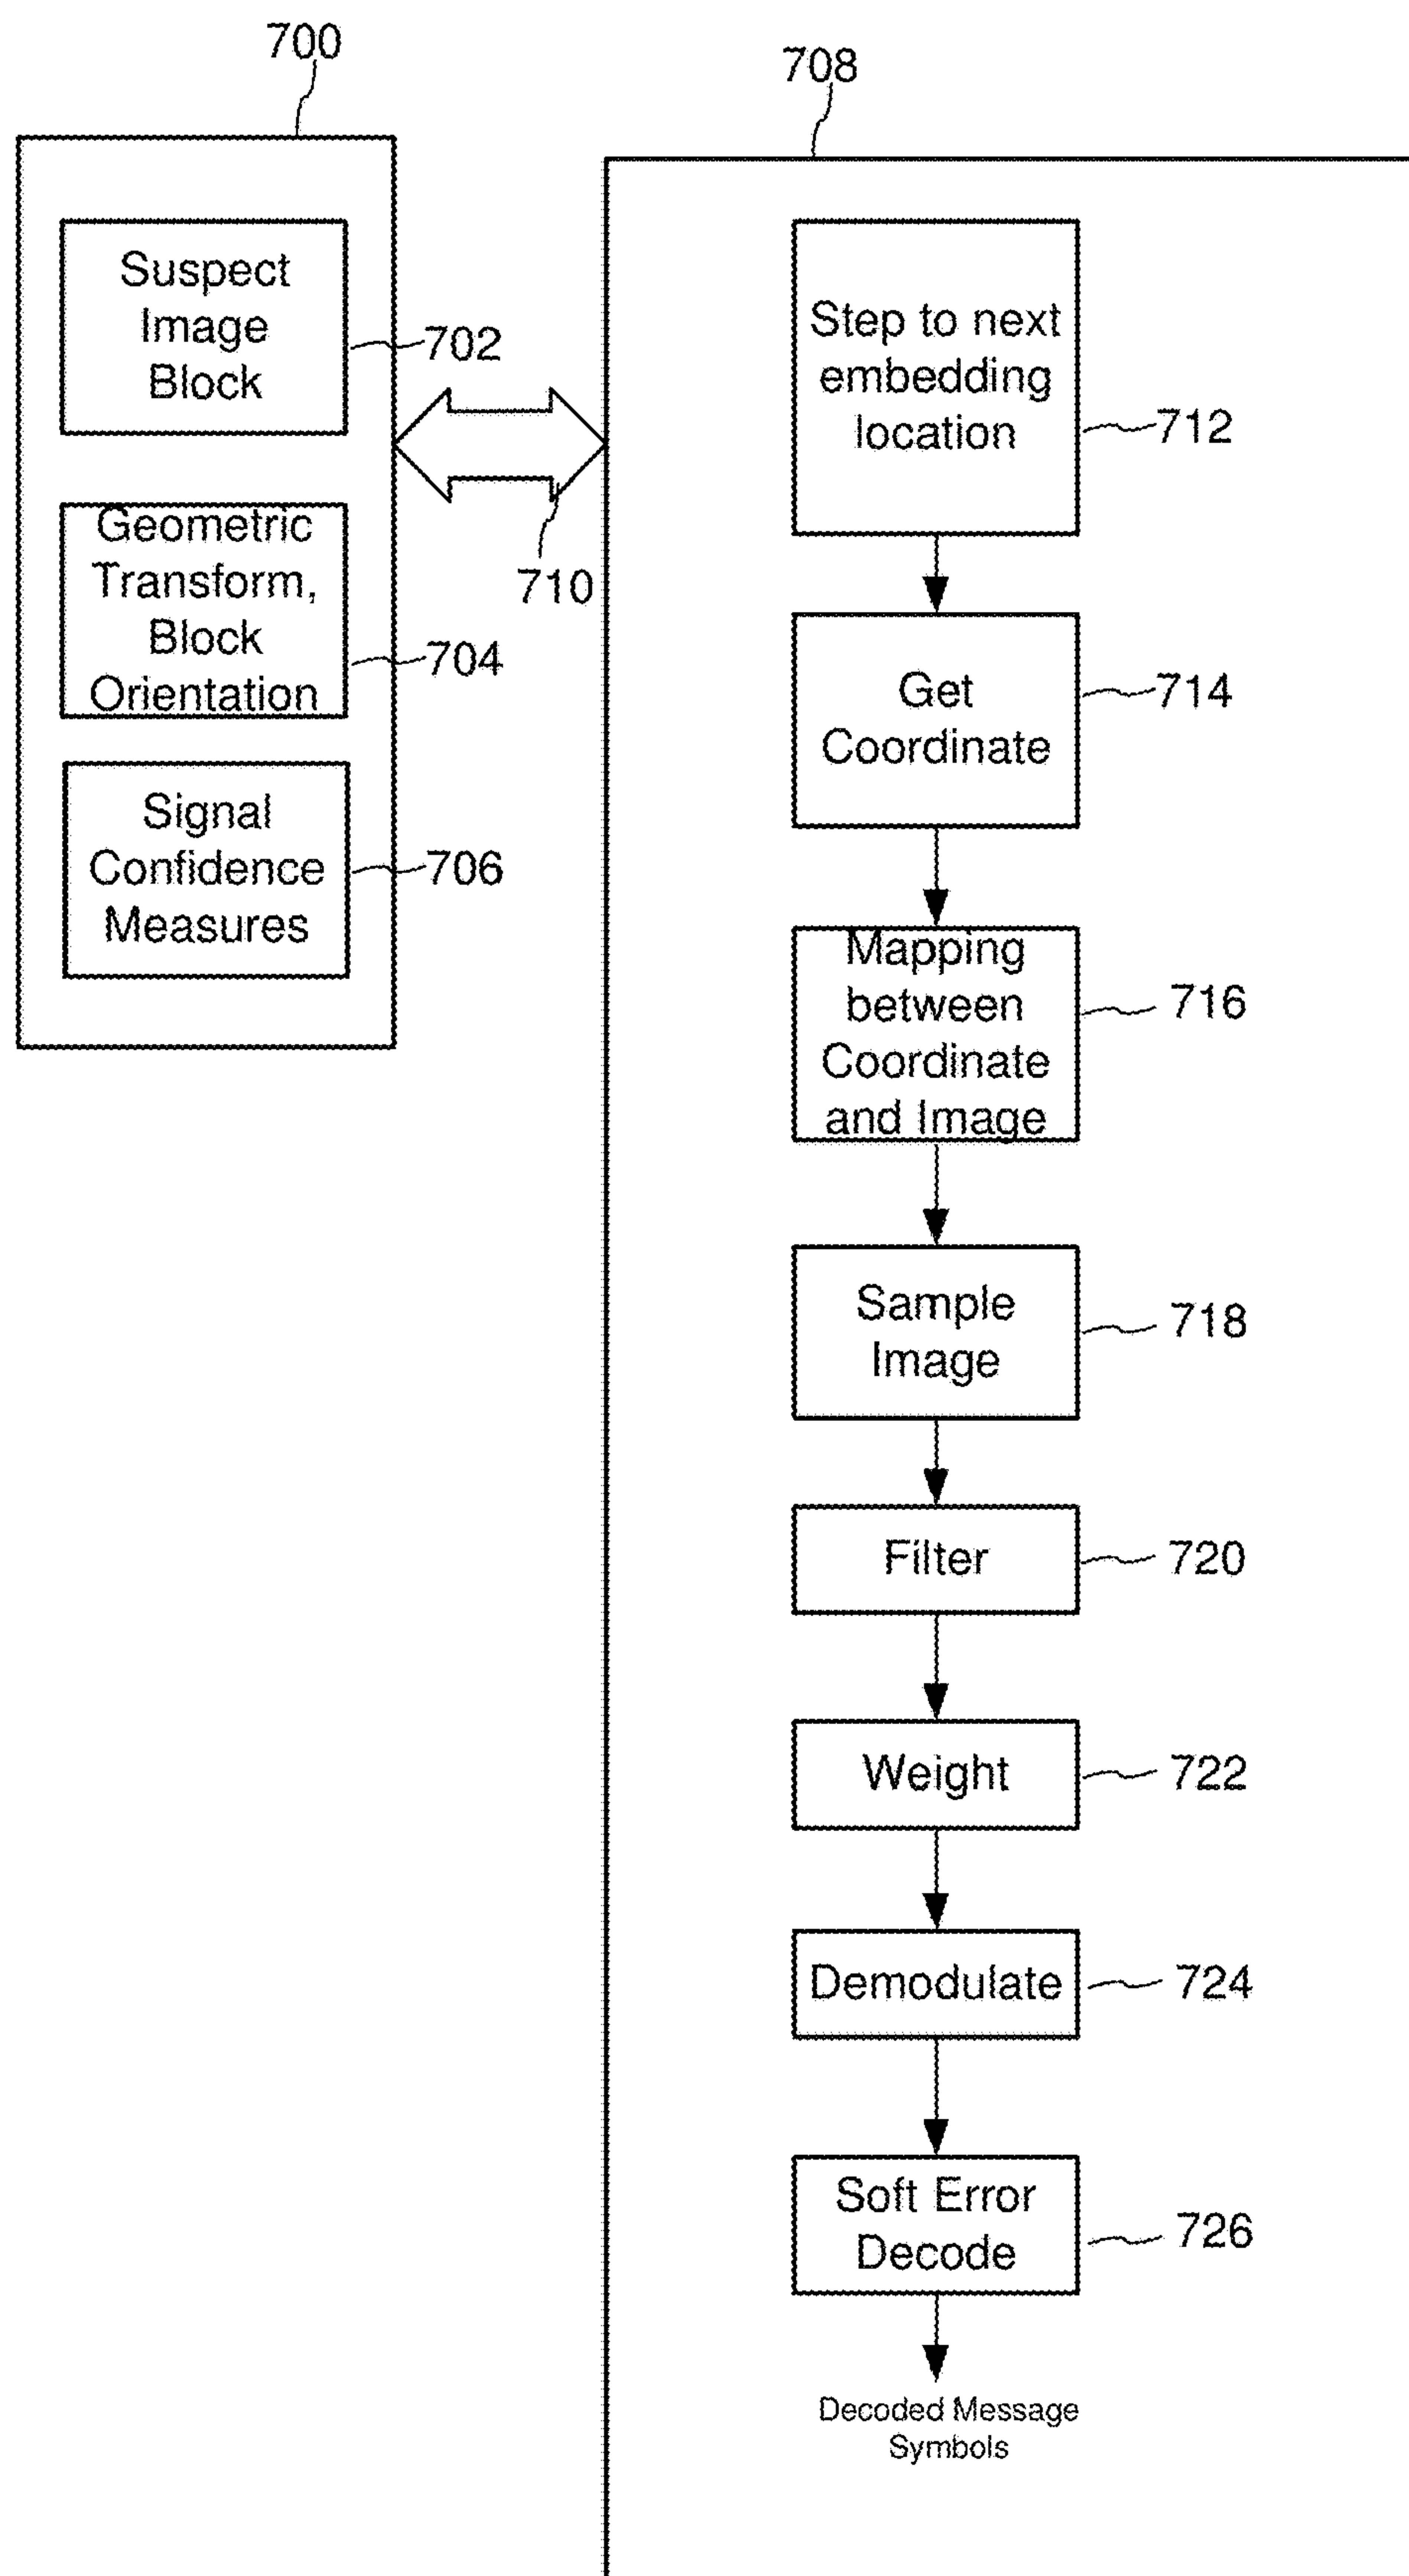 700
Suspect
Image
Block
702
Geometric
Transform,
Block
Orientation
704
Signal
Confidence
Measures
706
710
708
Step to next
embedding
location
712
Get
Coordinate
714
Mapping
between
Coordinate
and Image
716
Sample
Image
718
Filter
720
Weight
722
Demodulate
724
Soft Error
Decode
726
Decoded Message
Symbols